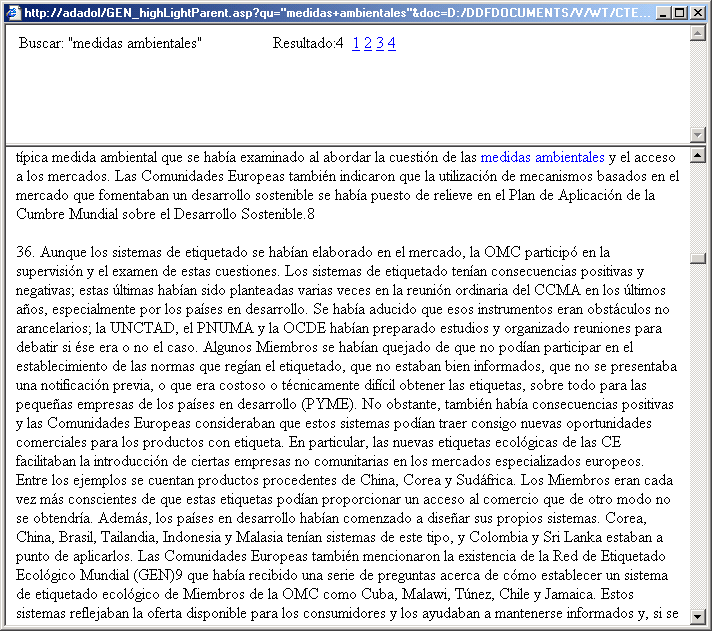 http://adadol/GEN_highLightParent.asp?qu="medidas+ambientales"&doc=D:/DDFDOCUMENTS/V/WT/CTE...
Buscar: "medidas ambientales" Resultado:4 1 2 3 4
típica medida ambiental que se había examinado al abordar la cuestión de las medidas ambientales y el acceso
a los mercados. Las Comunidades Europeas también indicaron que la utilización de mecanismos basados en el
mercado que fomentaban un desarrollo sostenible se había puesto de relieve en el Plan de Aplicación de la
Cumbre Mundial sobre el Desarrollo Sostenible.8
36. Aunque los sistemas de etiquetado se habían elaborado en el mercado, la OMC participó en la
supervisión y el examen de estas cuestiones. Los sistemas de etiquetado tenían consecuencias positivas y
negativas; estas últimas habían sido planteadas varias veces en la reunión ordinaria del CCMA en los últimos
años, especialmente por los países en desarrollo. Se había aducido que esos instrumentos eran obstáculos no
arancelarios; la UNCTAD, el PNUMA y la OCDE habían preparado estudios y organizado reuniones para
debatir si ése era o no el caso. Algunos Miembros se habían quejado de que no podían participar en el
establecimiento de las normas que regían el etiquetado, que no estaban bien informados, que no se presentaba
una notificación previa, o que era costoso o técnicamente difícil obtener las etiquetas, sobre todo para las
pequeñas empresas de los países en desarrollo (PYME). No obstante, también había consecuencias positivas
y las Comunidades Europeas consideraban que estos sistemas podían traer consigo nuevas oportunidades
comerciales para los productos con etiqueta. En particular, las nuevas etiquetas ecológicas de las CE
facilitaban la introducción de ciertas empresas no comunitarias en los mercados especializados europeos.
Entre los ejemplos se cuentan productos procedentes de China, Corea y Sudáfrica. Los Miembros eran cada
vez más conscientes de que estas etiquetas podían proporcionar un acceso al comercio que de otro modo no
se obtendría. Además, los países en desarrollo habían comenzado a diseñar sus propios sistemas. Corea,
China, Brasil, Tailandia, Indonesia y Malasia tenían sistemas de este tipo, y Colombia y Sri Lanka estaban a
punto de aplicarlos. Las Comunidades Europeas también mencionaron la existencia de la Red de Etiquetado
Ecológico Mundial (GEN)9 que había recibido una serie de preguntas acerca de cómo establecer un sistema
de etiquetado ecológico de Miembros de la OMC como Cuba, Malawi, Túnez, Chile y Jamaica. Estos
sistemas reflejaban la oferta disponible para los consumidores y los ayudaban a mantenerse informados y, si se